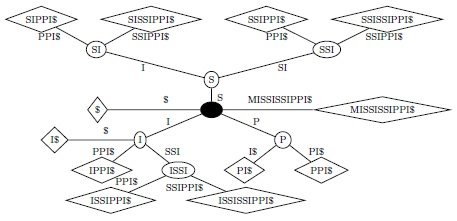 SIPPI$ SISSIPPI$ SSIPPI$ SSISSIPPI$
PPI$ SSIPPI$ PPI$ SSIPPI$
SI SSI
I SI
S
S
$ $ MISSISSIPPI$ MISSISSIPPI$
I P
I$ $ I P
PPI$ SSI I$ PI$
IPPI$ ISSI PI$ PPI$
PPI$ SSIPPI$
ISSIPPI$ ISSISSIPPI$